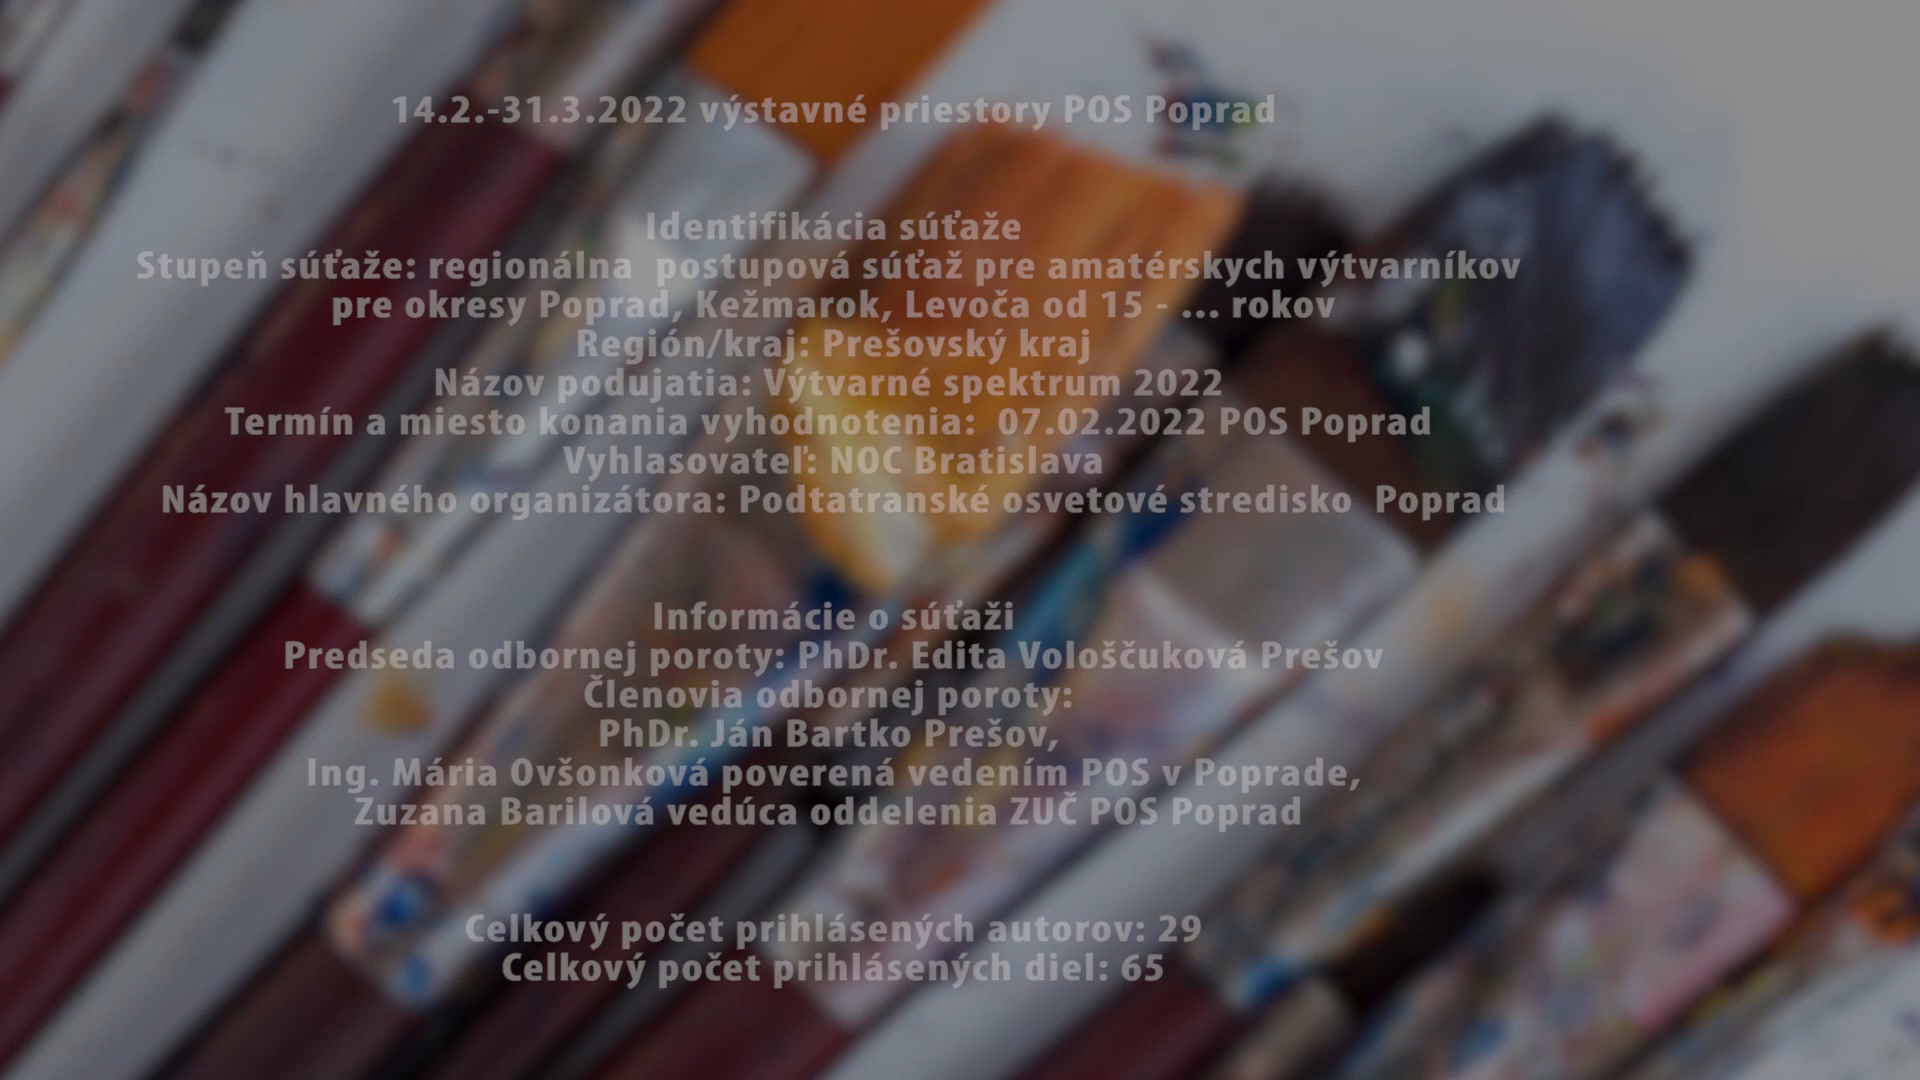 14.2.-31.3.2022 výstavné priestory POS Poprad
Identifikácia súťaže
Stupeň súťaže: regionálna  postupová súťaž pre amatérskych výtvarníkov
pre okresy Poprad, Kežmarok, Levoča od 15 - ... rokov
Región/kraj: Prešovský kraj
Názov podujatia: Výtvarné spektrum 2022
Termín a miesto konania vyhodnotenia:  07.02.2022 POS Poprad
Vyhlasovateľ: NOC Bratislava
Názov hlavného organizátora: Podtatranské osvetové stredisko  Poprad
Informácie o súťaži
Predseda odbornej poroty: PhDr. Edita Vološčuková Prešov
Členovia odbornej poroty:
PhDr. Ján Bartko Prešov,
Ing. Mária Ovšonková poverená vedením POS v Poprade,
Zuzana Barilová vedúca oddelenia ZUČ POS Poprad
Celkový počet prihlásených autorov: 29
Celkový počet prihlásených diel: 65